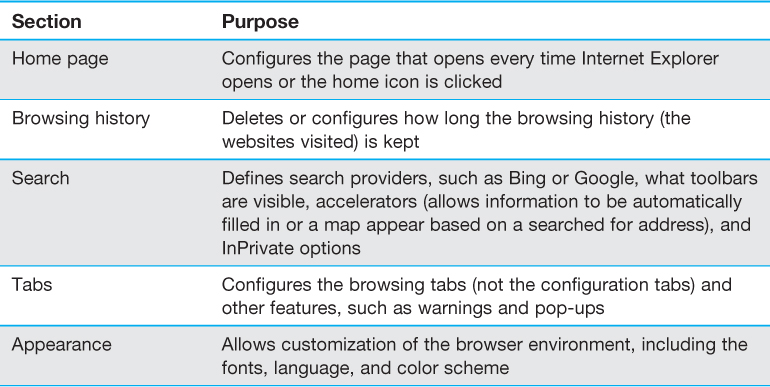 Section Purpose
Home page Configures the page that opens every time Internet Explorer
opens or the home icon is clicked
Browsing history Deletes or configures how long the browsing history (the
websites visited) is kept
Search Defines search providers, such as Bing or Google, what toolbars
are visible, accelerators (allows information to be automatically
filled in or a map appear based on a searched for address), and
InPrivate options
Tabs Configures the browsing tabs (not the configuration tabs) and
other features, such as warnings and pop-ups
Appearance Allows customization of the browser environment, including the
fonts, language, and color scheme